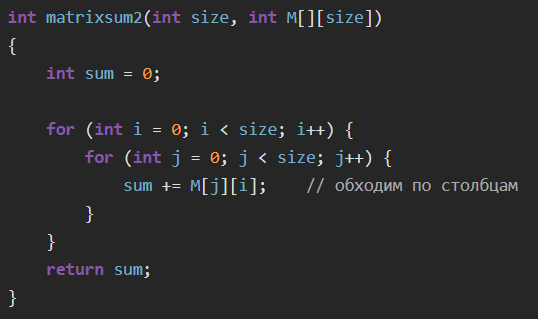 int matrixsum2(int size, int M[][size])
{
    int sum = 0;

    for (int i = 0; i < size; i++) {
        for (int j = 0; j < size; j++) {
            sum += M[j][i];    // обходим по столбцам
        }
    }
    return sum;
}